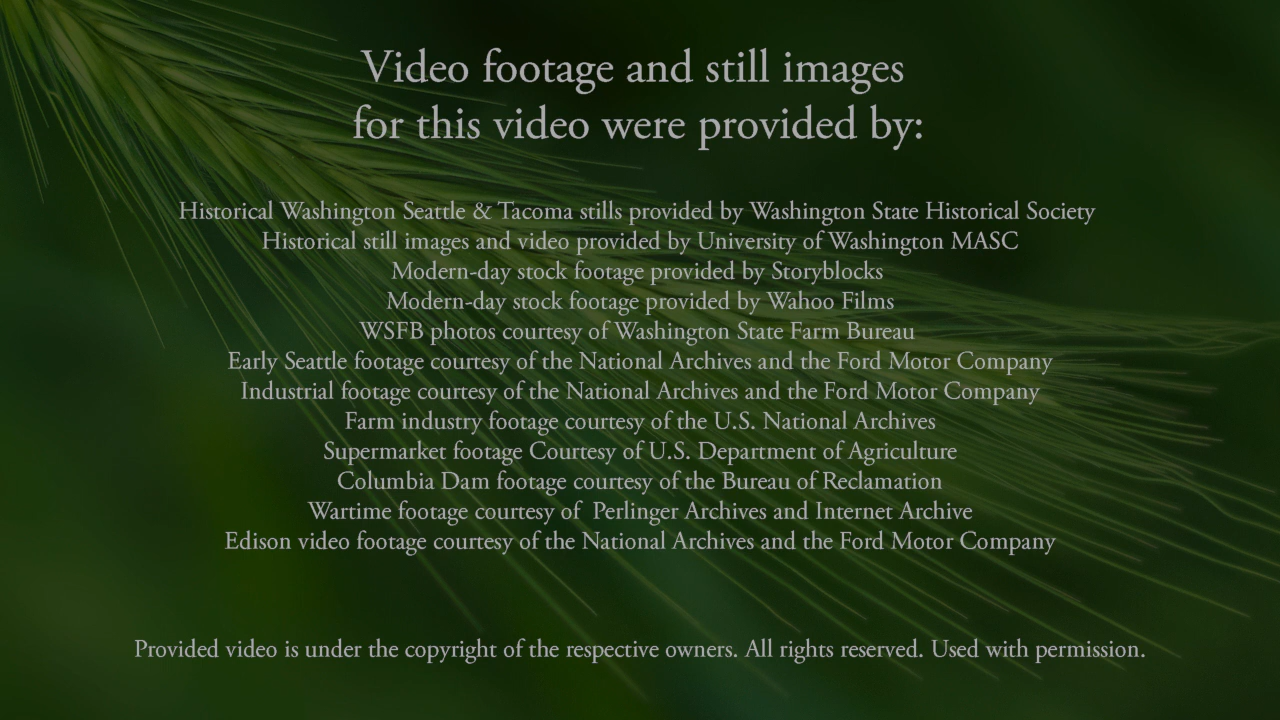 Video footage and still images
for this video were provided by:
Historical Washington Seattle & Tacoma stills provided by Washington State Historical Society
Historical still images and video provided by University of Washington MASC
Modern-day stock footage provided by Storyblocks
Modern-day stock footage provided by Wahoo Films
WSFB photos courtesy of Washington State Farm Bureau
Early Seattle footage courtesy of the National Archives and the Ford Motor Company
Industrial footage courtesy of the National Archives and the Ford Motor Company
Farm industry footage courtesy of the U.S. National Archives
Supermarket footage Courtesy of U.S. Department of Agriculture
Columbia Dam footage courtesy of the Bureau of Reclamation
Wartime footage courtesy of  Perlinger Archives and Internet Archive
Edison video footage courtesy of the National Archives and the Ford Motor Company
Provided video is under the copyright of the respective owners. All rights reserved. Used with permission.